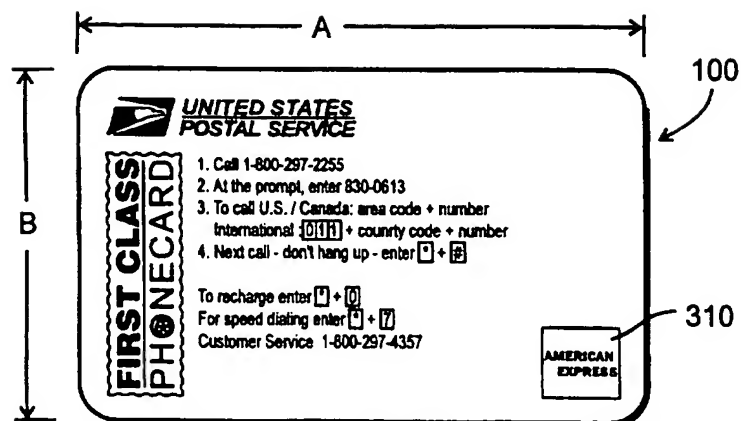 A
100
B
UNITED STATES
POSTAL SERVICE
FIRST CLASS
PHONECARD
1. Call 1-800-297-2255
2. At the prompt, enter 830-0613
3. To call U.S. / Canada: area code + number
International : 011 + counrty code + number
4. Next call - don't hang up - enter * + #
To recharge enter * + 0
For speed dialing enter * + 7
Customer Service 1-800-297-4357
310
AMERICAN
EXPRESS